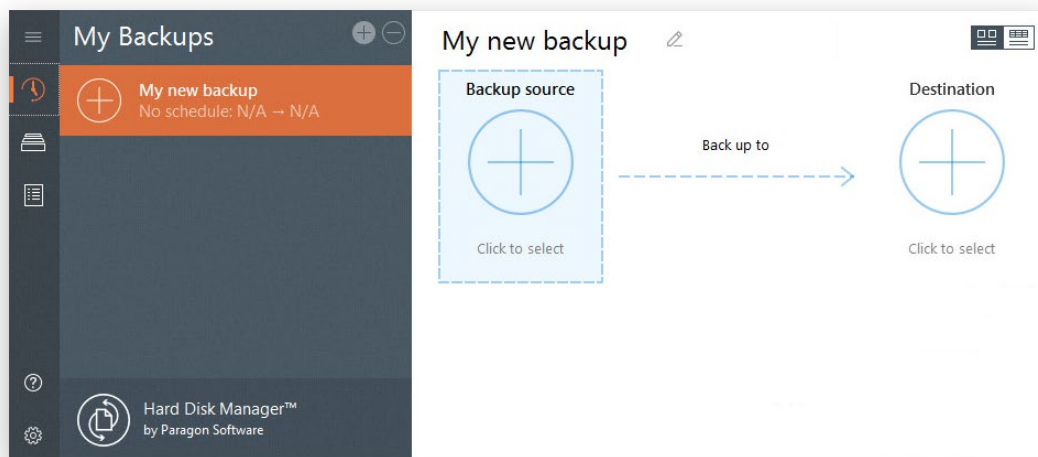 My Backups
My new backup
No schedule: N/A → N/A
Hard Disk Manager™
by Paragon Software
My new backup
Backup source
Click to select
Back up to
Destination
Click to select